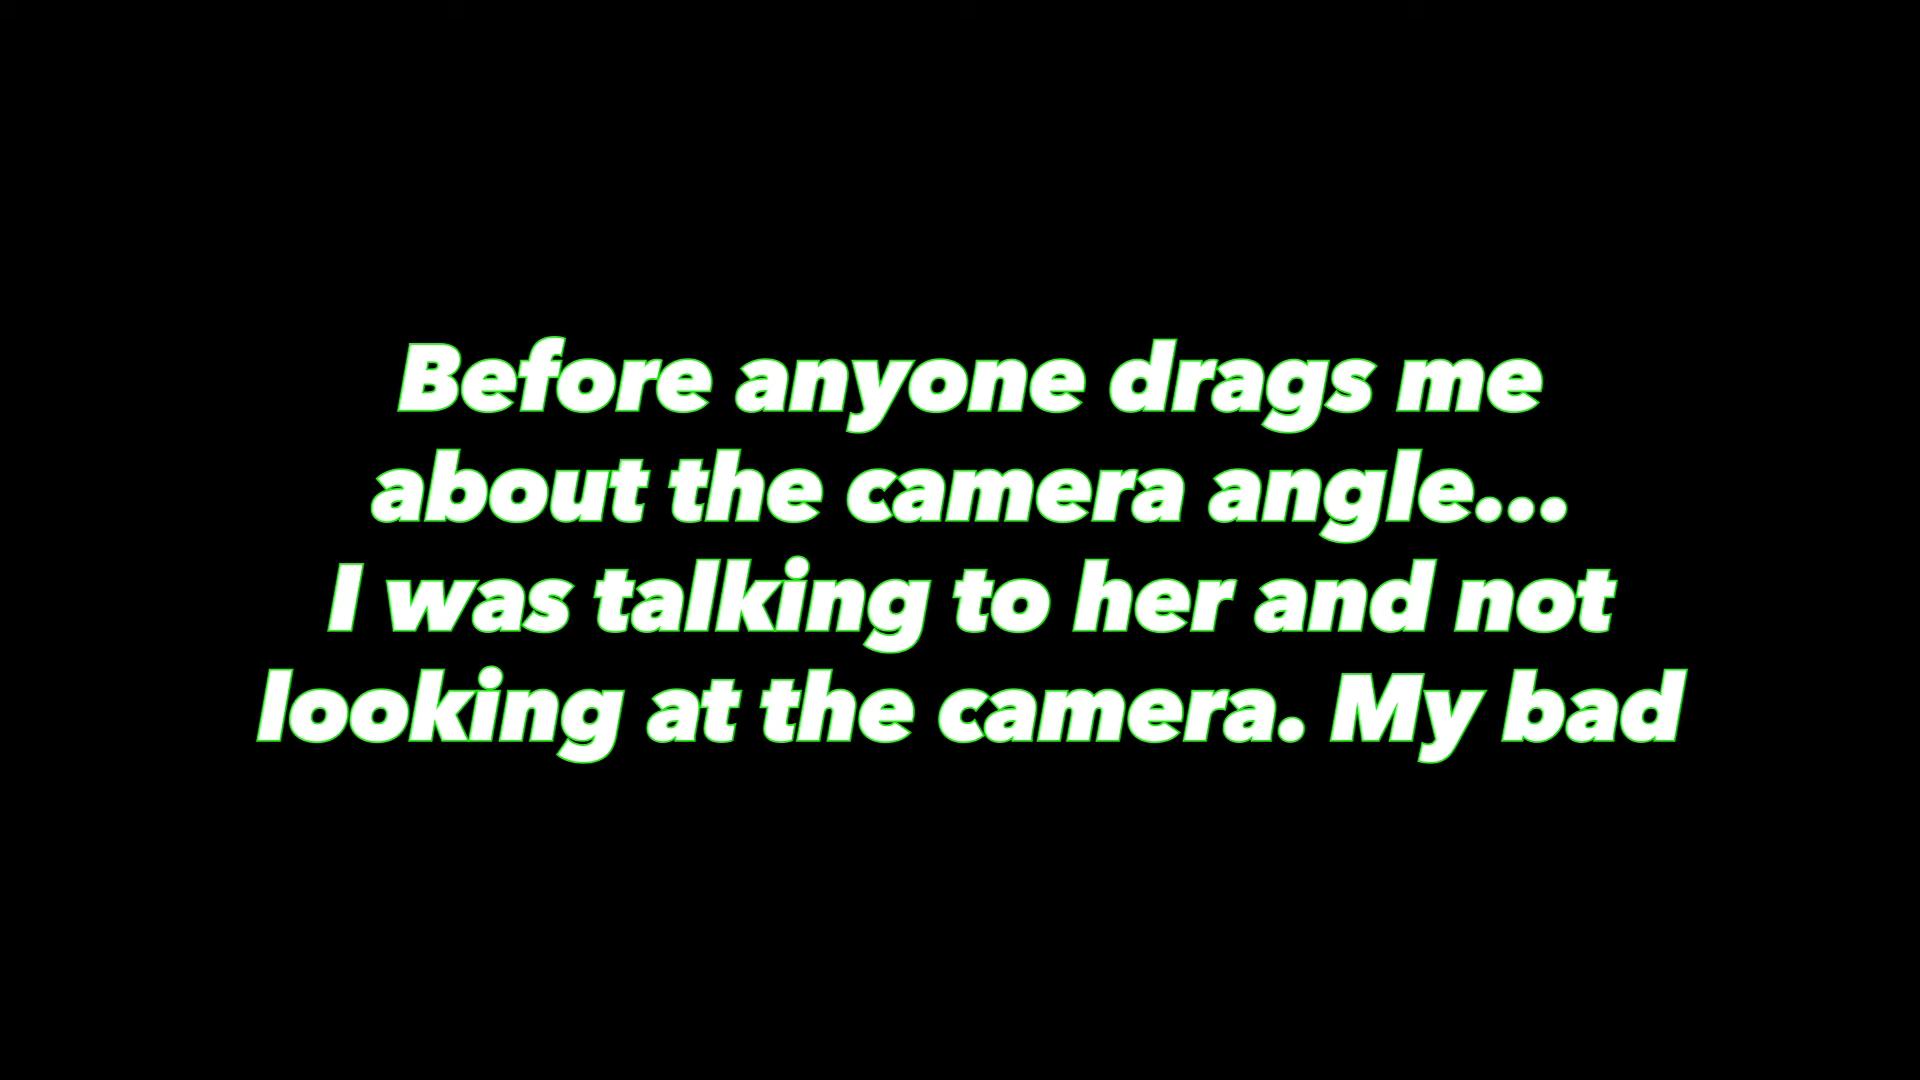 Before anyone drags me
about the camera angle...
I was talking to her and not
looking at the camera. My bad